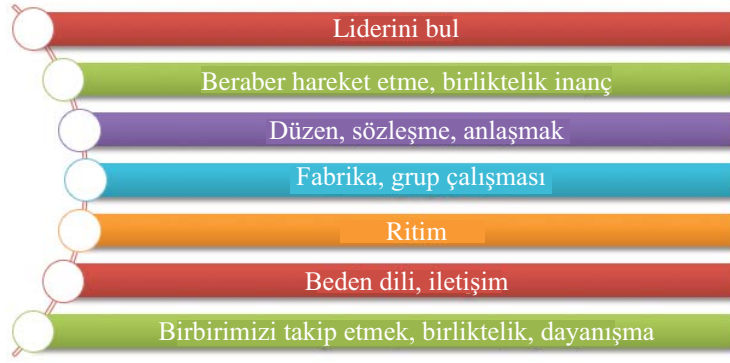 Liderini bul
Beraber hareket etme, birliktelik inanç
Düzen, sözleşme, anlaşmak
Fabrika, grup çalışması
Ritim
Beden dili, iletişim
Birbirimizi takip etmek, birliktelik, dayanışma